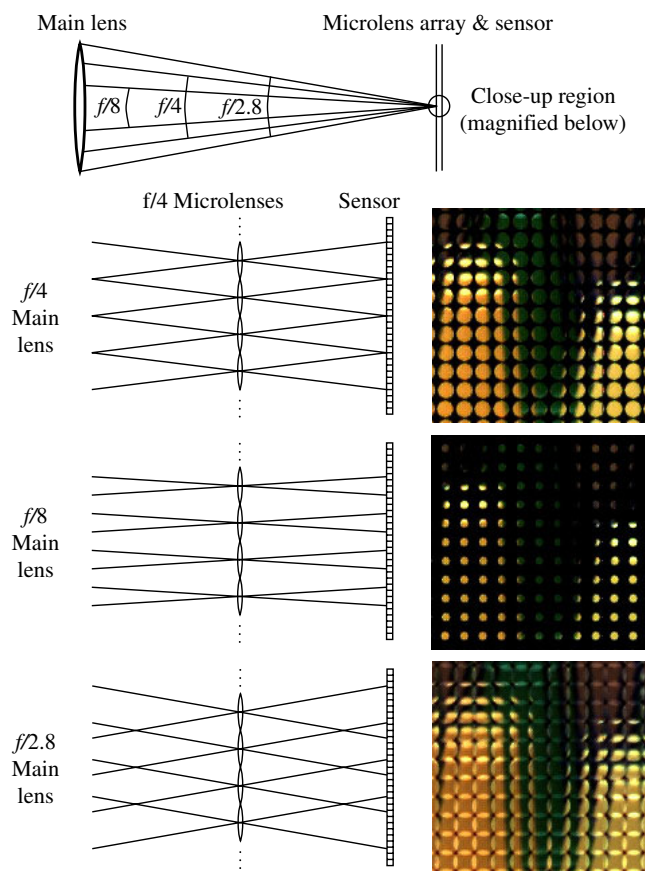 Main lens
Microlens array & sensor
f/8
f/4
f/2.8
Close-up region
(magnified below)
f/4 Microlenses
Sensor
f/4
Main
lens
f/8
Main
lens
f/2.8
Main
lens